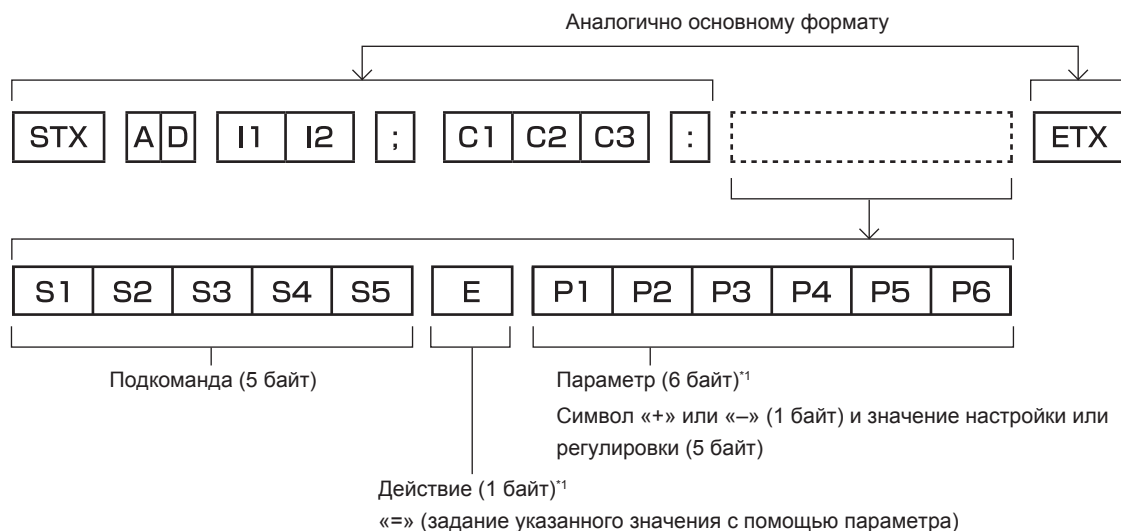 Аналогично основному формату
STX A D I1 I2 ; C1 C2 C3 : ETX
S1 S2 S3 S4 S5 E P1 P2 P3 P4 P5 P6
Подкоманда (5 байт)
Параметр (6 байт)*1
Символ «+» или «–» (1 байт) и значение настройки или
регулировки (5 байт)
Действие (1 байт)*1
«=» (задание указанного значения с помощью параметра)